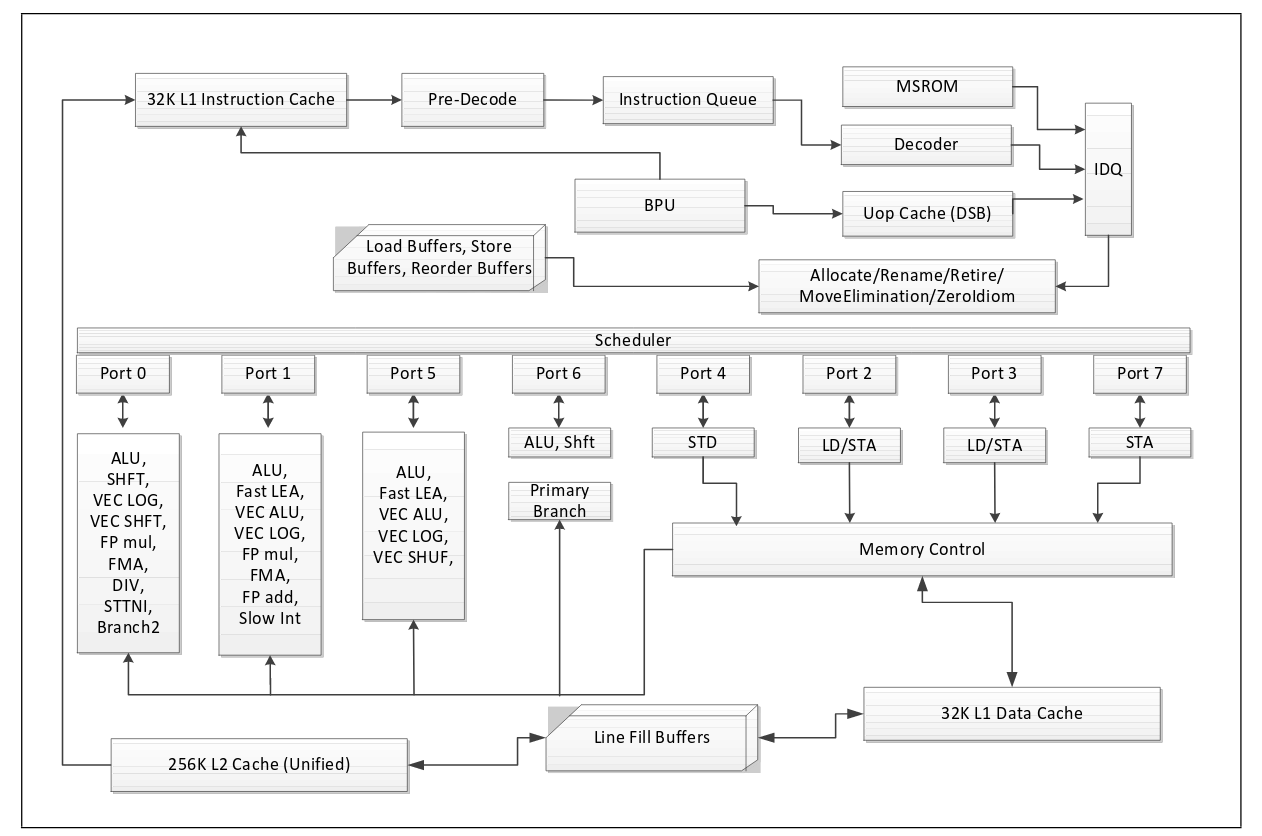 32K L1 Instruction Cache
Pre-Decode
Instruction Queue
MSROM
Decoder
IDQ
BPU
Uop Cache (DSB)
Load Buffers, Store
Buffers, Reorder Buffers
Allocate/Rename/Retire/
MoveElimination/ZeroIdiom
Scheduler
Port 0
Port 1
Port 5
Port 6
Port 4
Port 2
Port 3
Port 7
ALU,
SHFT,
VEC LOG,
VEC SHFT,
FP mul,
FMA,
DIV,
STTNI,
Branch2
ALU,
Fast LEA,
VEC ALU,
VEC LOG,
FP mul,
FMA,
FP add,
Slow Int
ALU,
Fast LEA,
VEC ALU,
VEC LOG,
VEC SHUF,
ALU, Shft
Primary
Branch
STD
LD/STA
LD/STA
STA
Memory Control
32K L1 Data Cache
Line Fill Buffers
256K L2 Cache (Unified)